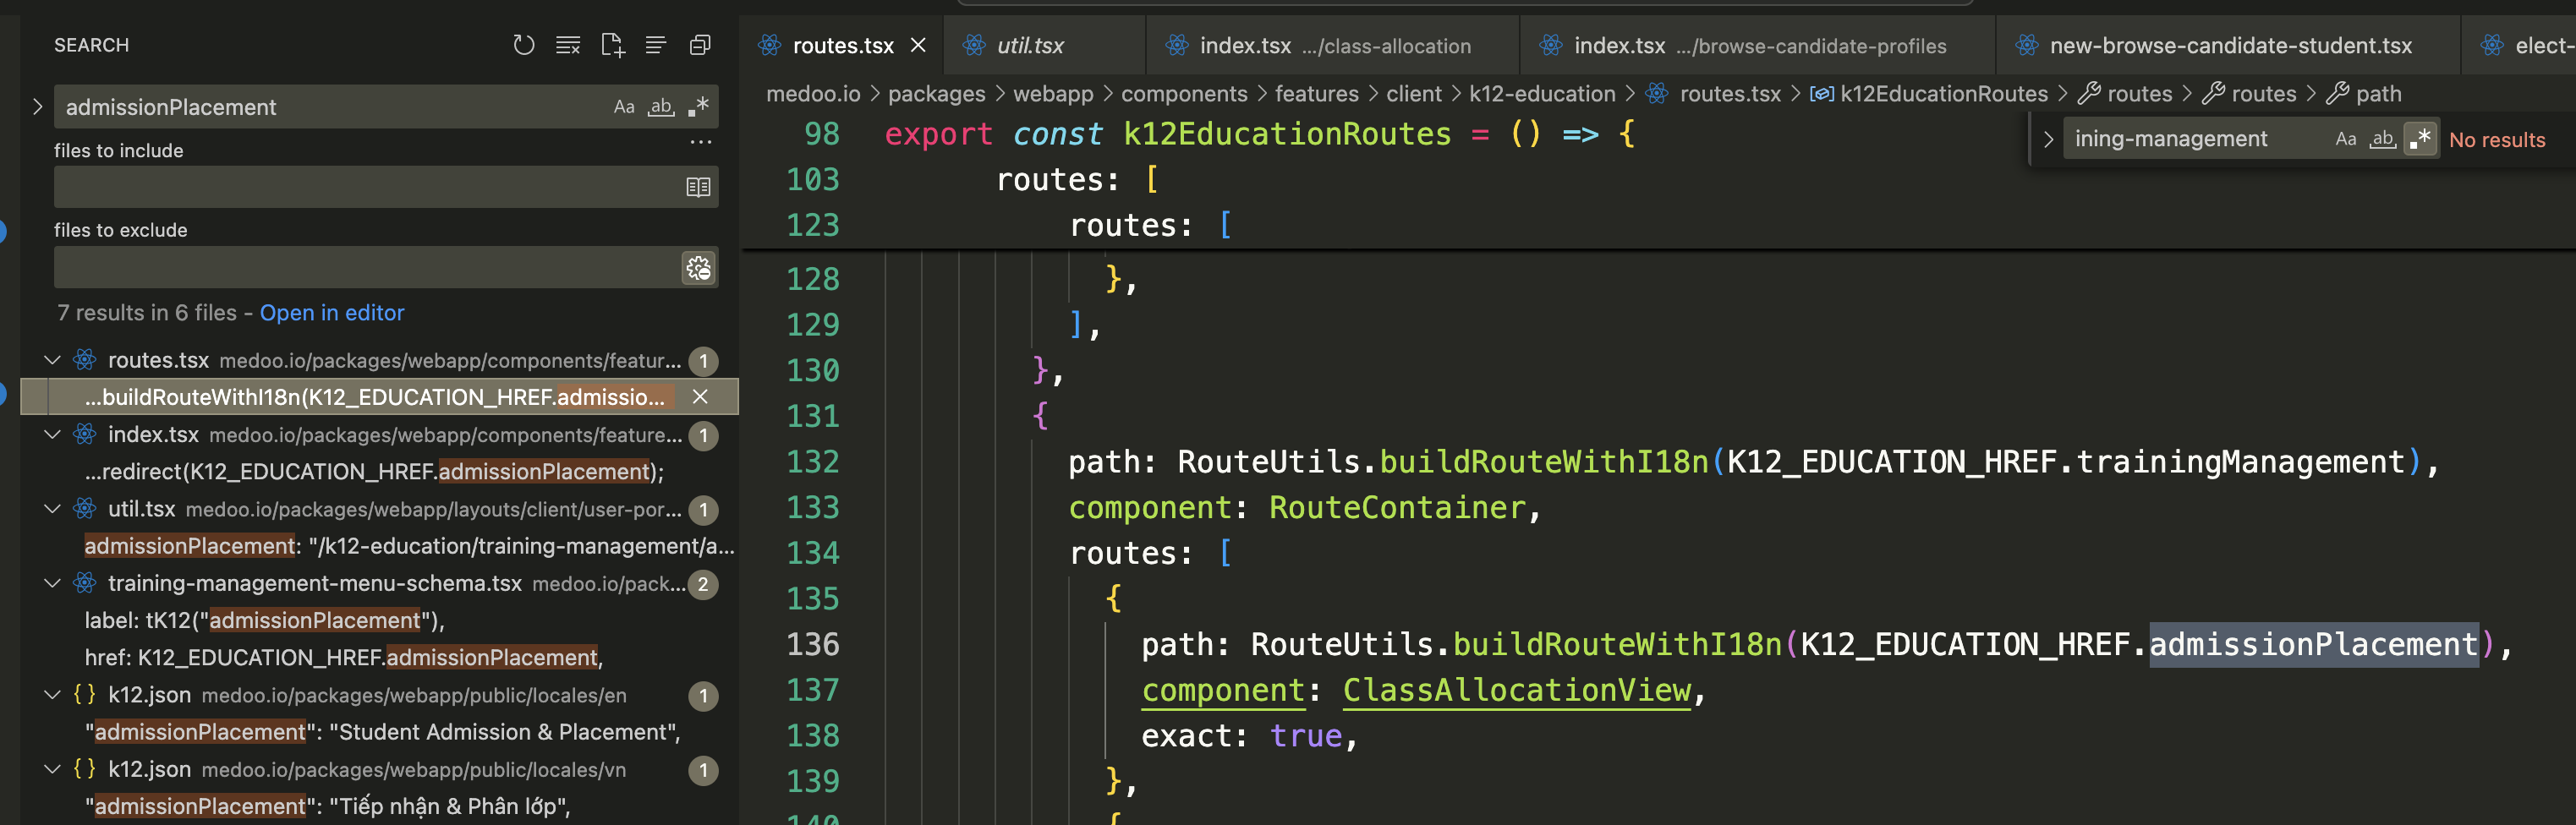 SEARCH
admissionPlacement
Aa ab .*
...
files to include
files to exclude
7 results in 6 files - Open in editor
routes.tsx medoo.io/packages/webapp/components/featur... 1
...buildRouteWithI18n(K12_EDUCATION_HREF.admissio...
index.tsx medoo.io/packages/webapp/components/feature... 1
...redirect(K12_EDUCATION_HREF.admissionPlacement);
util.tsx medoo.io/packages/webapp/layouts/client/user-por... 1
admissionPlacement: "/k12-education/training-management/a...
training-management-menu-schema.tsx medoo.io/pack... 2
label: tK12("admissionPlacement"),
href: K12_EDUCATION_HREF.admissionPlacement,
{} k12.json medoo.io/packages/webapp/public/locales/en 1
"admissionPlacement": "Student Admission & Placement",
{} k12.json medoo.io/packages/webapp/public/locales/vn 1
"admissionPlacement": "Tiếp nhận & Phân lớp",
routes.tsx
util.tsx
index.tsx .../class-allocation
index.tsx .../browse-candidate-profiles
new-browse-candidate-student.tsx
elect-
medoo.io > packages > webapp > components > features > client > k12-education > routes.tsx > k12EducationRoutes > routes > routes > path
ining-management Aa ab .* No results
98 export const k12EducationRoutes = () => {
103 routes: [
123 routes: [
128 },
129 ],
130 },
131 {
132 path: RouteUtils.buildRouteWithI18n(K12_EDUCATION_HREF.trainingManagement),
133 component: RouteContainer,
134 routes: [
135 {
136 path: RouteUtils.buildRouteWithI18n(K12_EDUCATION_HREF.admissionPlacement),
137 component: ClassAllocationView,
138 exact: true,
139 },
140 {